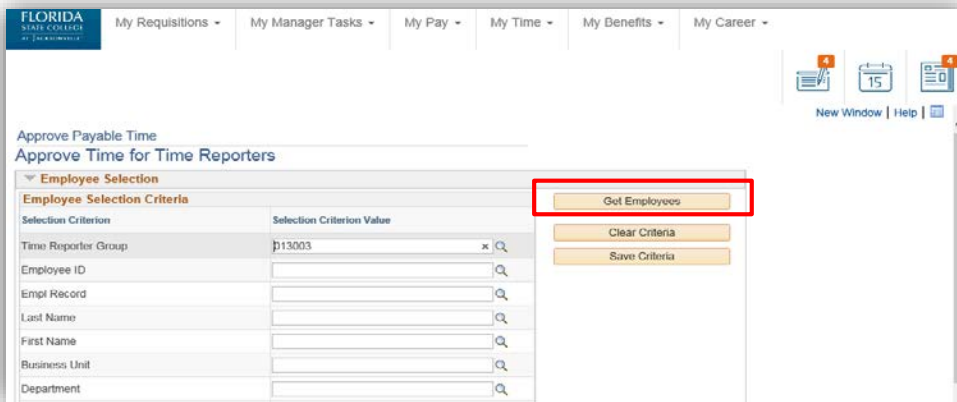 FLORIDA
STATE COLLEGE
AT JACKSONVILLE
My Requisitions My Manager Tasks My Pay My Time My Benefits My Career
4 4
15
New Window | Help |
Approve Payable Time
Approve Time for Time Reporters
Employee Selection
Employee Selection Criteria Get Employees
Selection Criterion Selection Criterion Value
Clear Criteria
Time Reporter Group 013003 x
Save Criteria
Employee ID
Empl Record
Last Name
First Name
Business Unit
Department